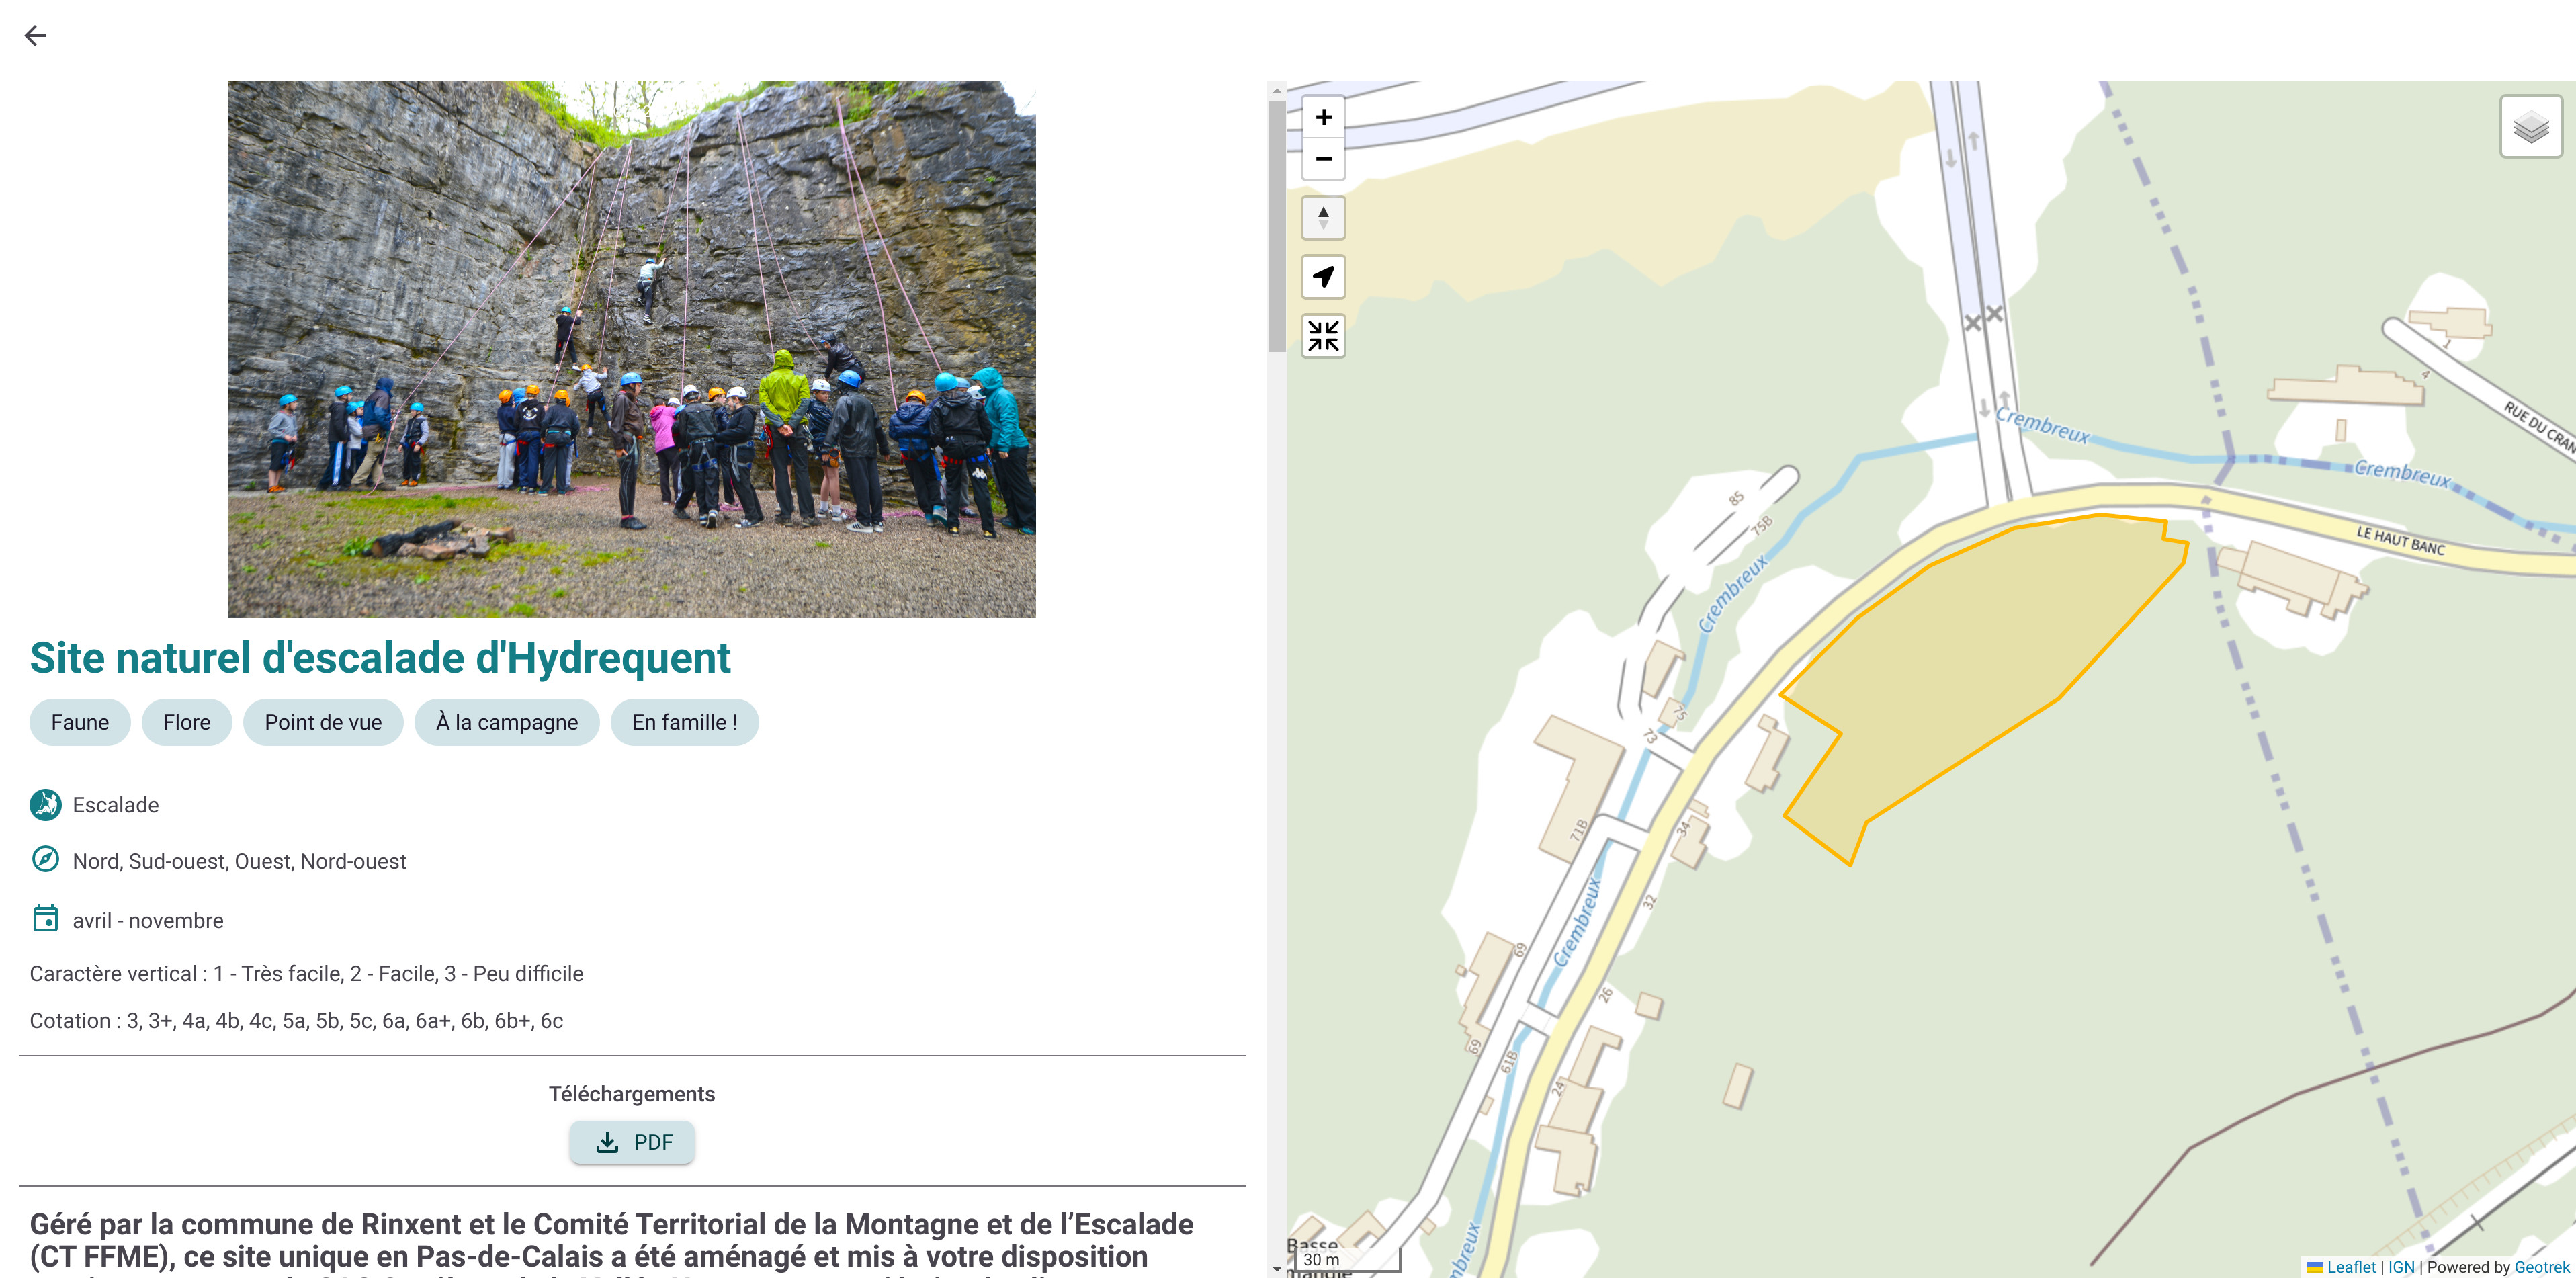 Site naturel d'escalade d'Hydrequent
Faune
Flore
Point de vue
À la campagne
En famille !
Escalade
Nord, Sud-ouest, Ouest, Nord-ouest
avril - novembre
Caractère vertical : 1 - Très facile, 2 - Facile, 3 - Peu difficile
Cotation : 3, 3+, 4a, 4b, 4c, 5a, 5b, 5c, 6a, 6a+, 6b, 6b+, 6c
Téléchargements
PDF
Géré par la commune de Rinxent et le Comité Territorial de la Montagne et de l’Escalade
(CT FFME), ce site unique en Pas-de-Calais a été aménagé et mis à votre disposition
+
−
1
4
RUE DU CRAN
Crembreux
Crembreux
LE HAUT BANC
85
75B
Crembreux
75
73
71B
34
32
Crembreux
69
26
69
61B
24
Basse
30 m
Leaflet | IGN | Powered by Geotrek